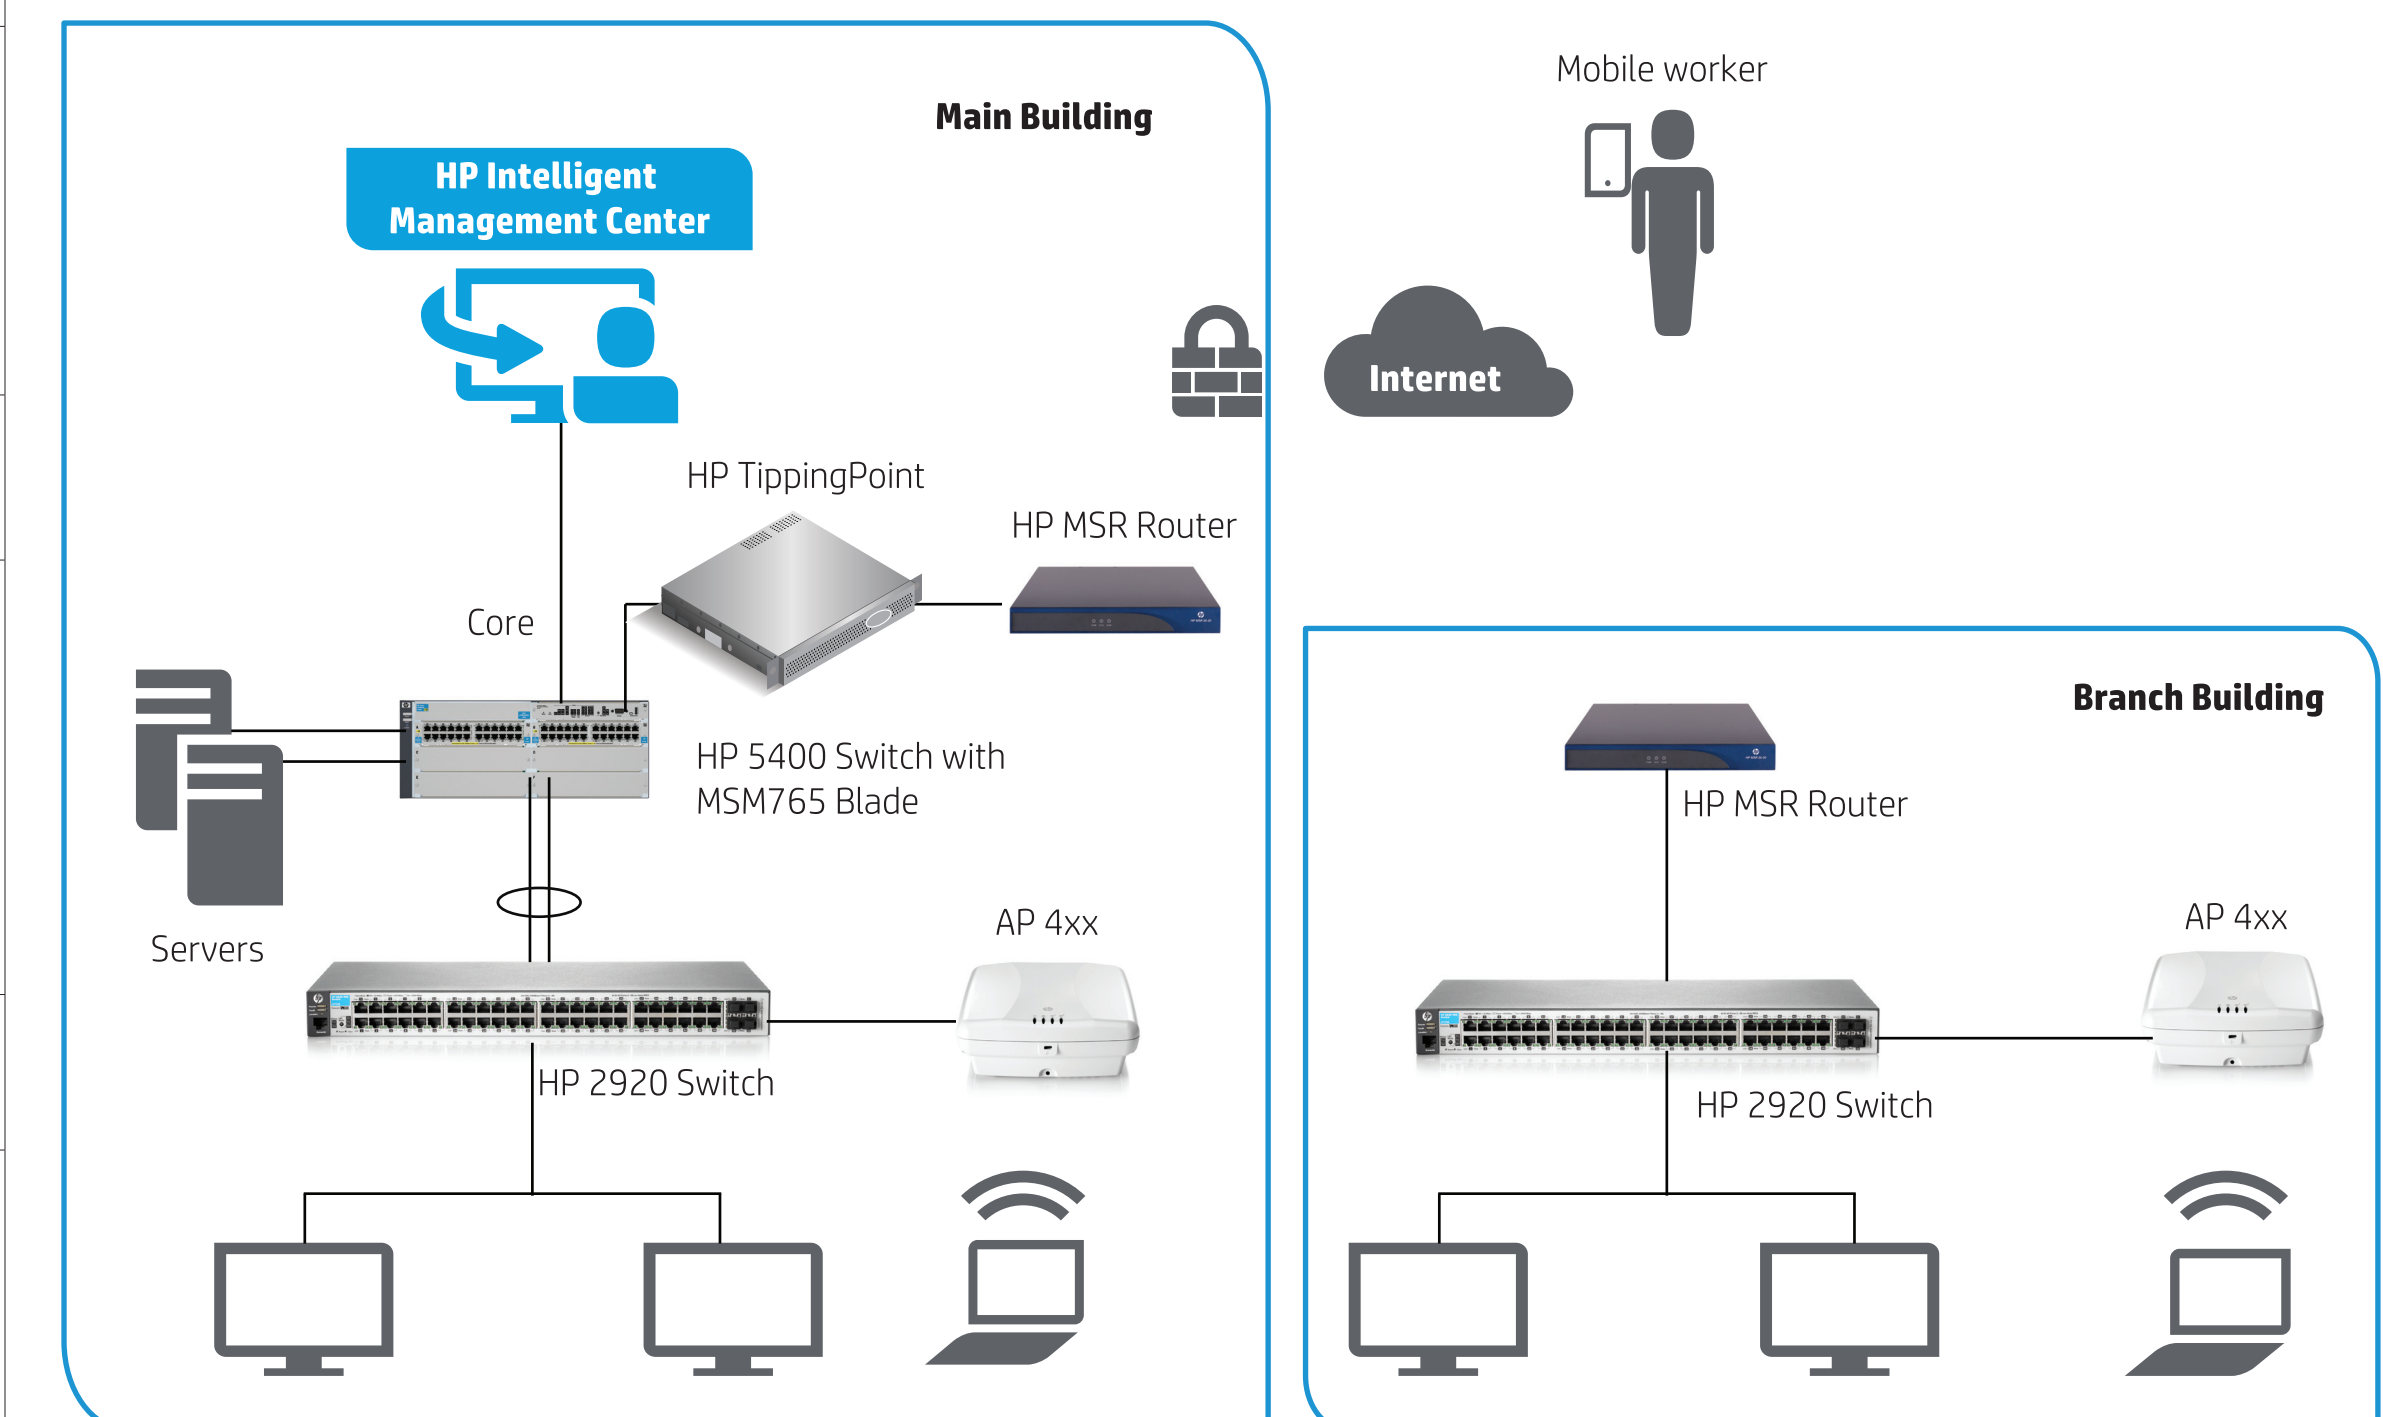 Main Building
Mobile worker
HP Intelligent
Management Center
Internet
HP TippingPoint
HP MSR Router
Core
HP 5400 Switch with
MSM765 Blade
Servers
AP 4xx
HP 2920 Switch
Branch Building
HP MSR Router
AP 4xx
HP 2920 Switch